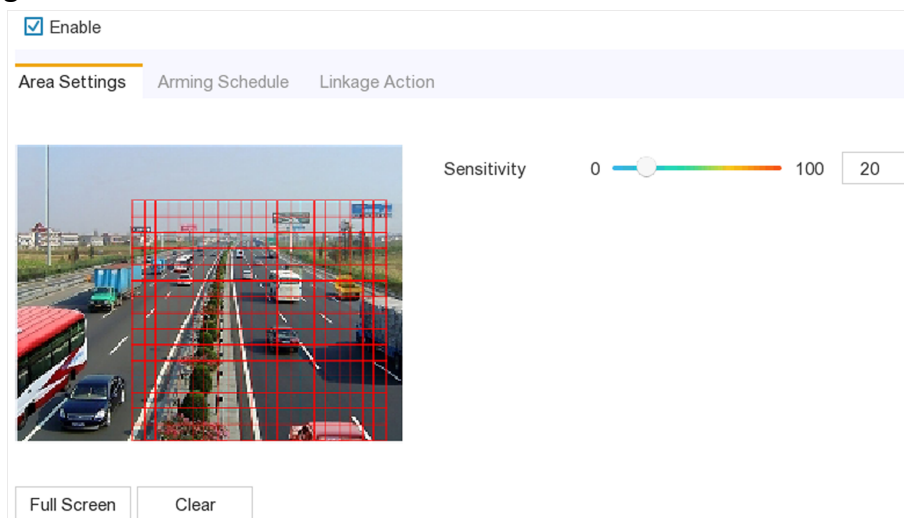 Enable
Area Settings Arming Schedule Linkage Action
Sensitivity 0 100 20
Full Screen Clear